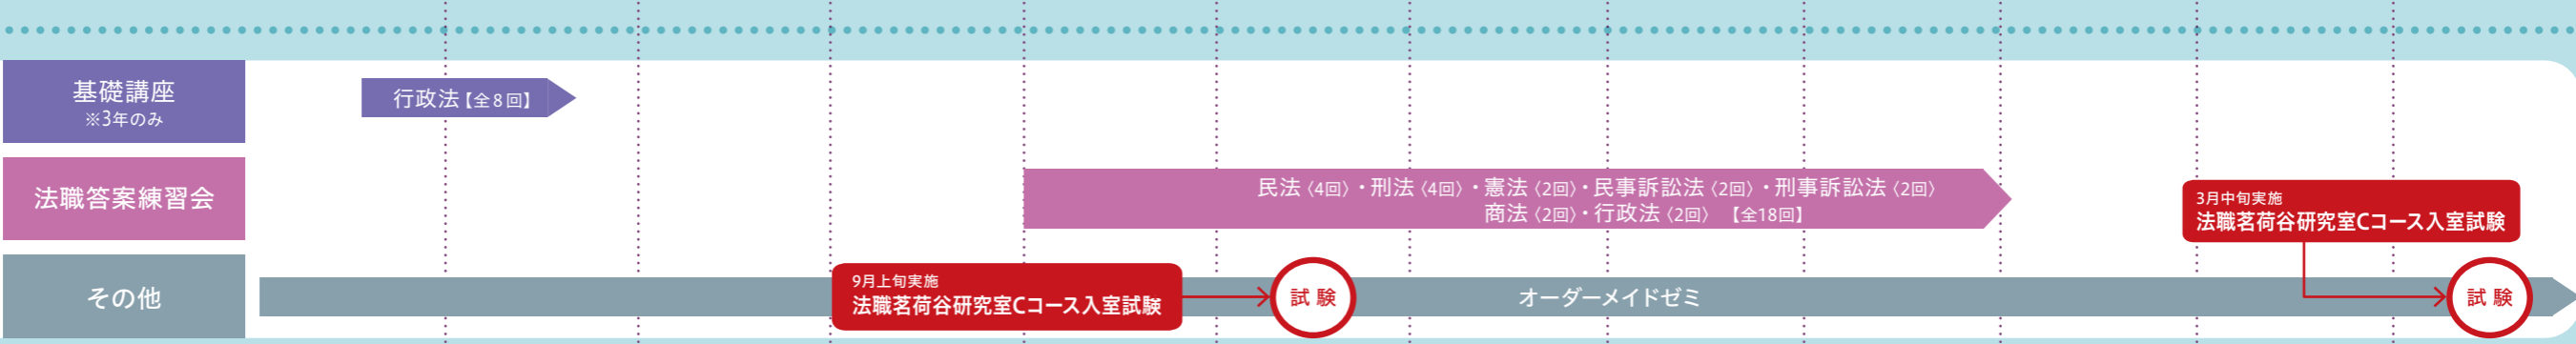 基礎講座
※3年のみ
行政法【全8回】
法職答案練習会
民法〈4回〉・刑法〈4回〉・憲法〈2回〉・民事訴訟法〈2回〉・刑事訴訟法〈2回〉
商法〈2回〉・行政法〈2回〉 【全18回】
3月中旬実施
法職茗荷谷研究室Cコース入室試験
その他
9月上旬実施
法職茗荷谷研究室Cコース入室試験
試験
オーダーメイドゼミ
試験